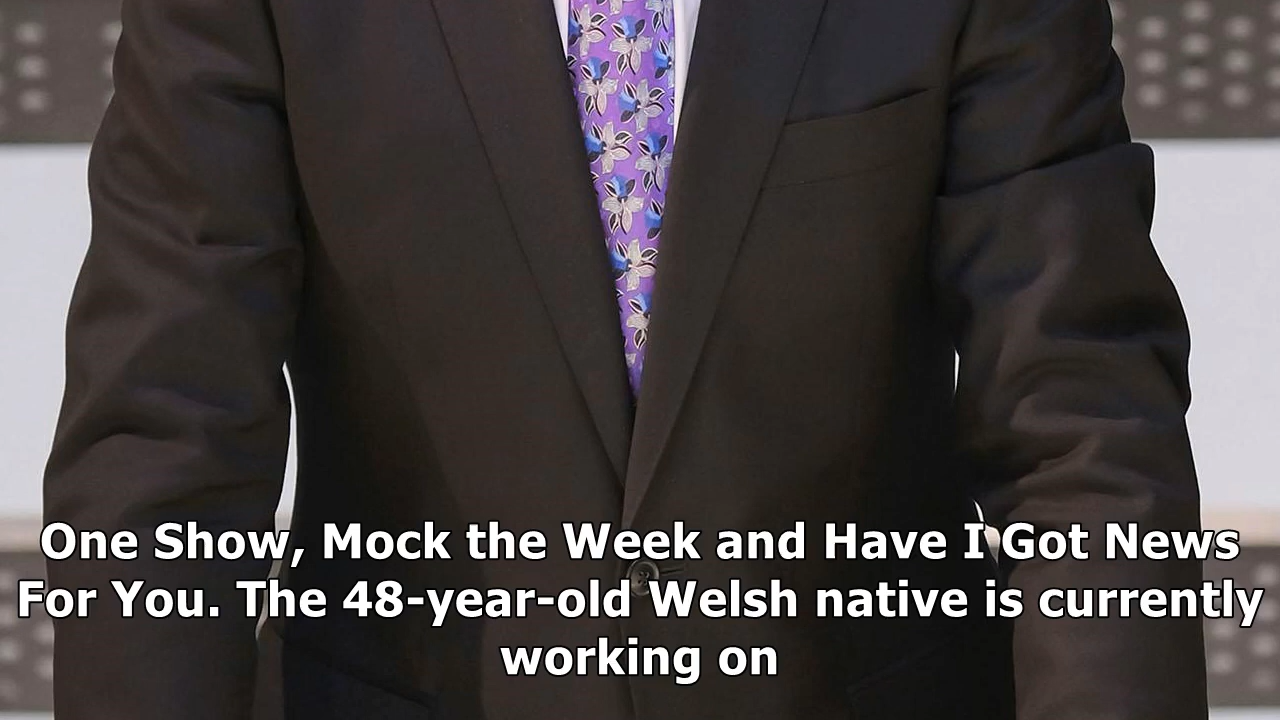 One Show, Mock the Week and Have I Got News
For You. The 48-year-old Welsh native is currently
working on